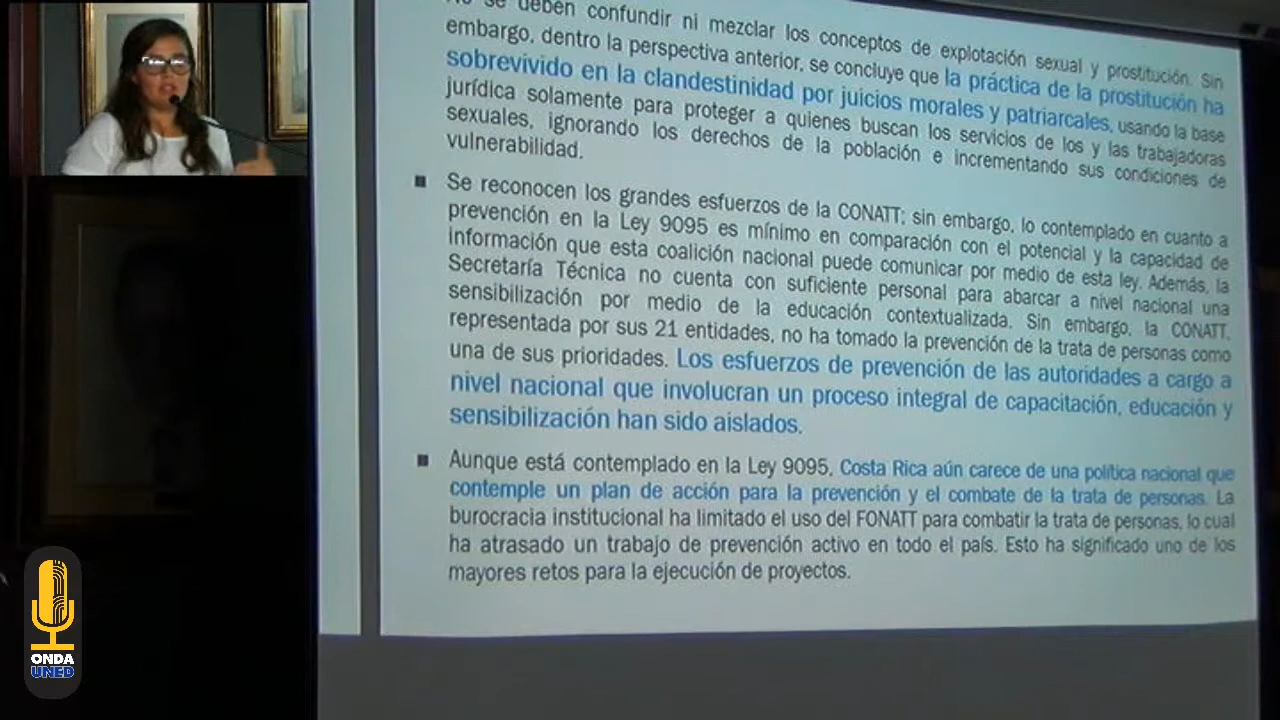 No se deben confundir ni mezclar los conceptos de explotación sexual y prostitución. Sin
embargo, dentro la perspectiva anterior, se concluye que la práctica de la prostitución ha
sobrevivido en la clandestinidad por juicios morales y patriarcales, usando la base
jurídica solamente para proteger a quienes buscan los servicios de los y las trabajadoras
sexuales, ignorando los derechos de la población e incrementando sus condiciones de
vulnerabilidad.
■ Se reconocen los grandes esfuerzos de la CONATT; sin embargo, lo contemplado en cuanto a
prevención en la Ley 9095 es mínimo en comparación con el potencial y la capacidad de
información que esta coalición nacional puede comunicar por medio de esta ley. Además, la
Secretaría Técnica no cuenta con suficiente personal para abarcar a nivel nacional una
sensibilización por medio de la educación contextualizada. Sin embargo, la CONATT,
representada por sus 21 entidades, no ha tomado la prevención de la trata de personas como
una de sus prioridades. Los esfuerzos de prevención de las autoridades a cargo a
nivel nacional que involucran un proceso integral de capacitación, educación y
sensibilización han sido aislados.
■ Aunque está contemplado en la Ley 9095, Costa Rica aún carece de una política nacional que
contemple un plan de acción para la prevención y el combate de la trata de personas. La
burocracia institucional ha limitado el uso del FONATT para combatir la trata de personas, lo cual
ha atrasado un trabajo de prevención activo en todo el país. Esto ha significado uno de los
mayores retos para la ejecución de proyectos.
ONDA
UNED